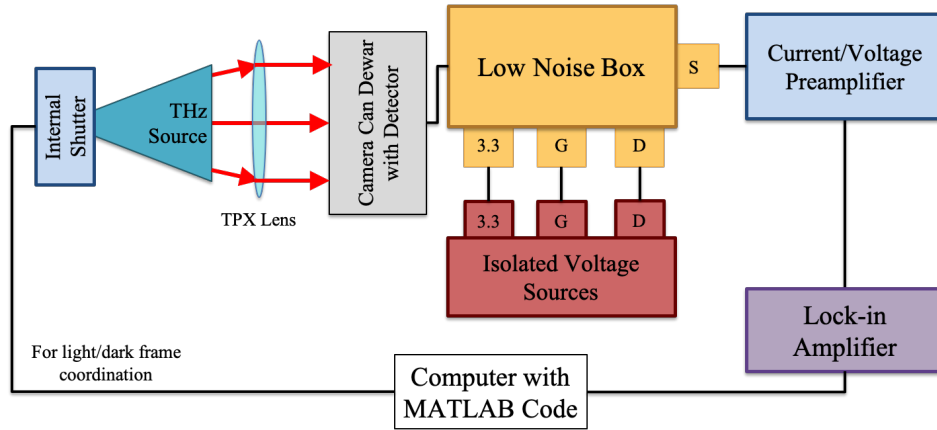 Internal
Shutter
THz
Source
TPX Lens
Camera Can Dewar
with Detector
Low Noise Box
S
3.3
G
D
3.3
G
D
Isolated Voltage
Sources
Current/Voltage
Preamplifier
Lock-in
Amplifier
For light/dark frame
coordination
Computer with
MATLAB Code